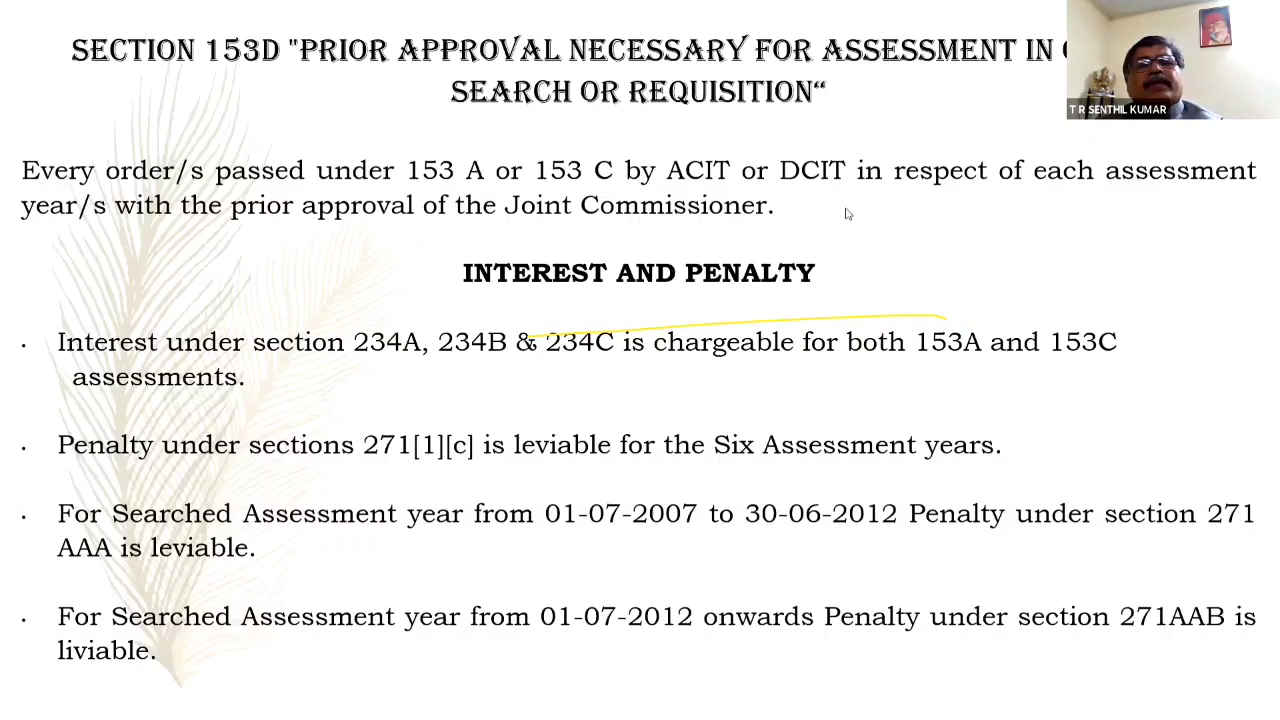 SECTION 153D "PRIOR APPROVAL NECESSARY FOR ASSESSMENT IN
SEARCH OR REQUISITION“
T R SENTHIL KUMAR
Every order/s passed under 153 A or 153 C by ACIT or DCIT in respect of each assessment
year/s with the prior approval of the Joint Commissioner.
INTEREST AND PENALTY
· Interest under section 234A, 234B & 234C is chargeable for both 153A and 153C
assessments.
· Penalty under sections 271[1][c] is leviable for the Six Assessment years.
· For Searched Assessment year from 01-07-2007 to 30-06-2012 Penalty under section 271
AAA is leviable.
· For Searched Assessment year from 01-07-2012 onwards Penalty under section 271AAB is
liviable.